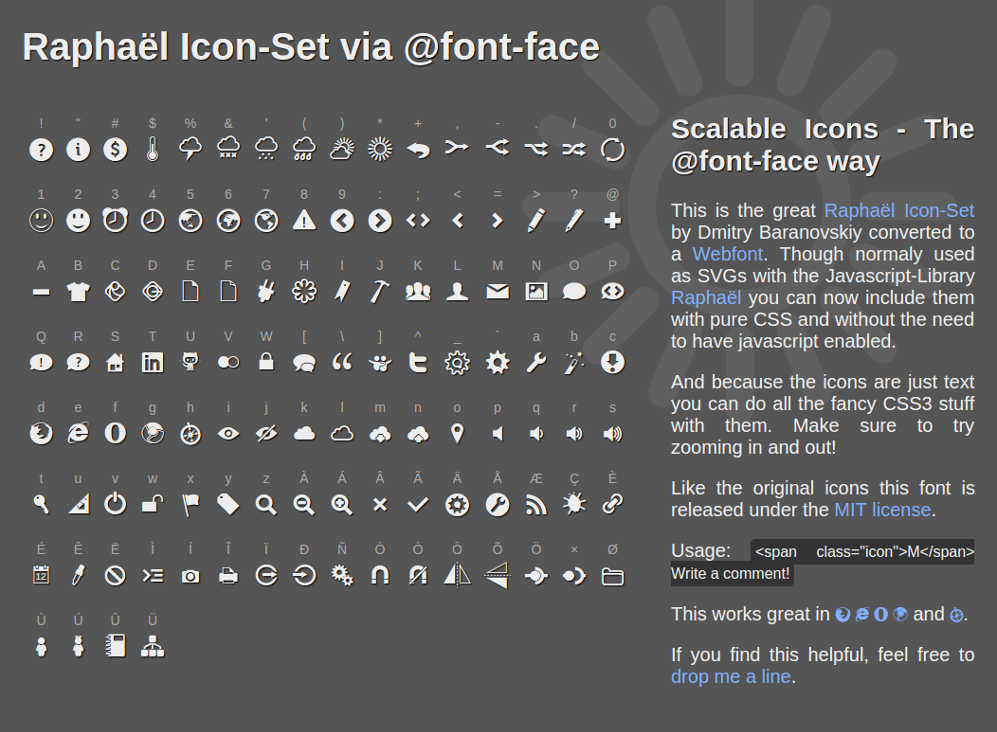 Raphaël Icon-Set via @font-face
! " # $ % & ' ( ) * + , - . / 0
1 2 3 4 5 6 7 8 9 : ; < = > ? @
A B C D E F G H I J K L M N O P
Q R S T U V W [ \ ] ^ _ ` a b c
d e f g h i j k l m n o p q r s
t u v w x y z À Á Â Ã Ä Å Æ Ç È
É Ê Ë Ì Í Î Ï Ð Ñ Ò Ó Ô Õ Ö × Ø
Ù Ú Û Ü
Scalable Icons - The
@font-face way
This is the great Raphaël Icon-Set
by Dmitry Baranovskiy converted to
a Webfont. Though normaly used
as SVGs with the Javascript-Library
Raphaël you can now include them
with pure CSS and without the need
to have javascript enabled.
And because the icons are just text
you can do all the fancy CSS3 stuff
with them. Make sure to try
zooming in and out!
Like the original icons this font is
released under the MIT license.
Usage: <span class="icon">M</span>
Write a comment!
This works great in and .
If you find this helpful, feel free to
drop me a line.